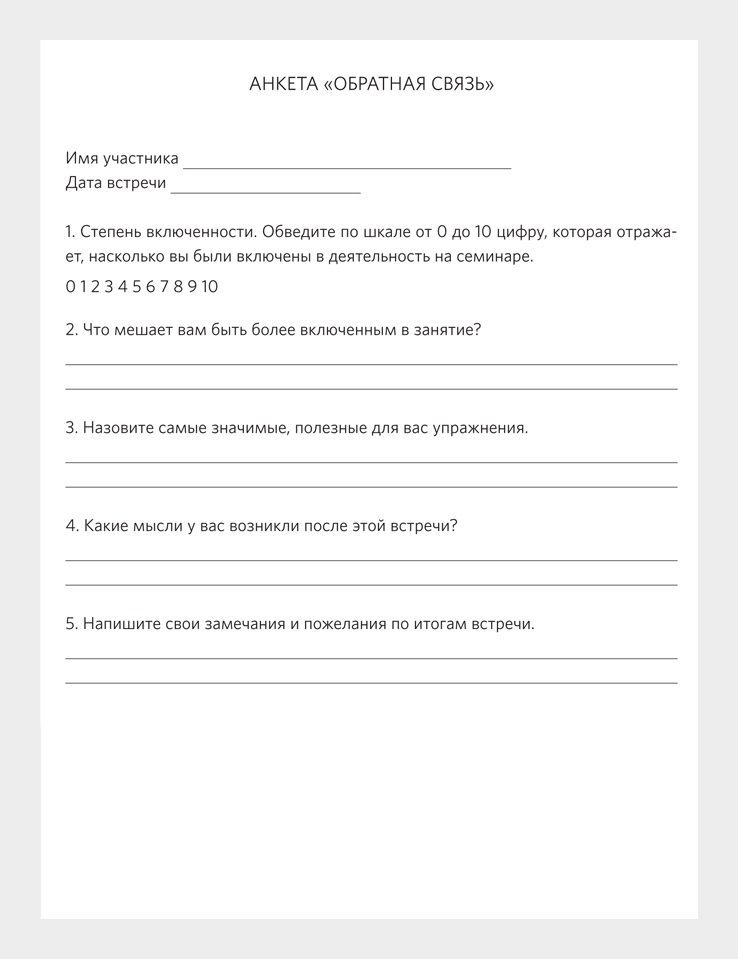 АНКЕТА «ОБРАТНАЯ СВЯЗЬ»
Имя участника
Дата встречи
1. Степень включенности. Обведите по шкале от 0 до 10 цифру, которая отража-
ет, насколько вы были включены в деятельность на семинаре.
0 1 2 3 4 5 6 7 8 9 10
2. Что мешает вам быть более включенным в занятие?
3. Назовите самые значимые, полезные для вас упражнения.
4. Какие мысли у вас возникли после этой встречи?
5. Напишите свои замечания и пожелания по итогам встречи.